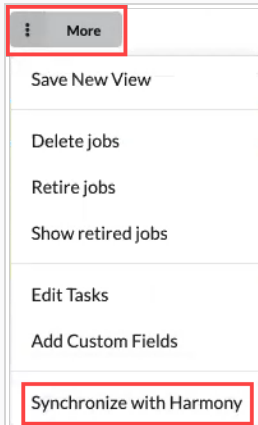 More
Save New View
Delete jobs
Retire jobs
Show retired jobs
Edit Tasks
Add Custom Fields
Synchronize with Harmony